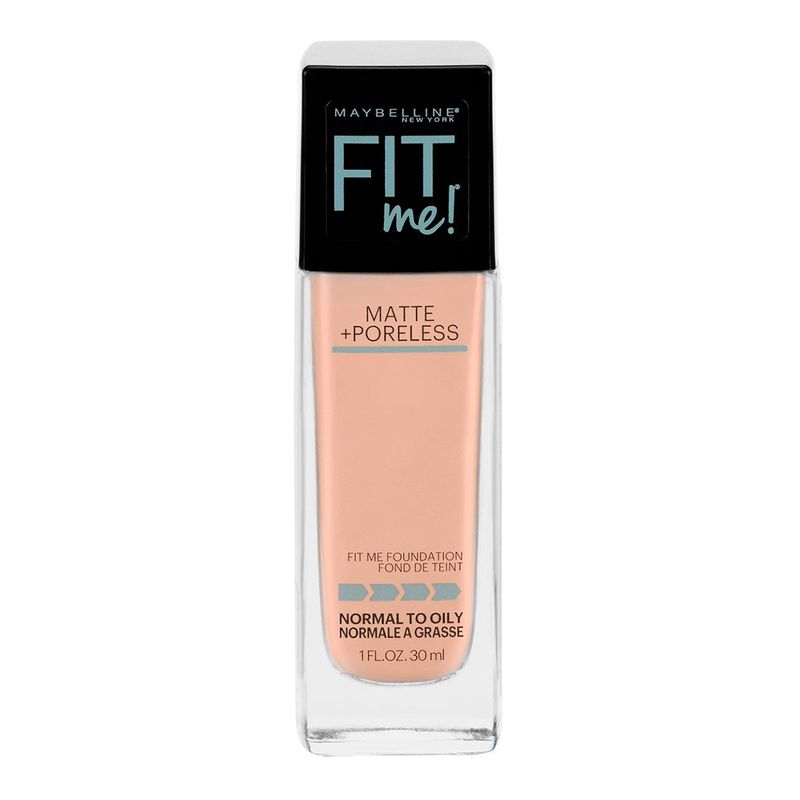 MAYBELLINE®
NEW YORK
FIT
me!®
MATTE
+PORELESS
FIT ME FOUNDATION
FOND DE TEINT
NORMAL TO OILY
NORMALE A GRASSE
1 FL.OZ. 30 ml